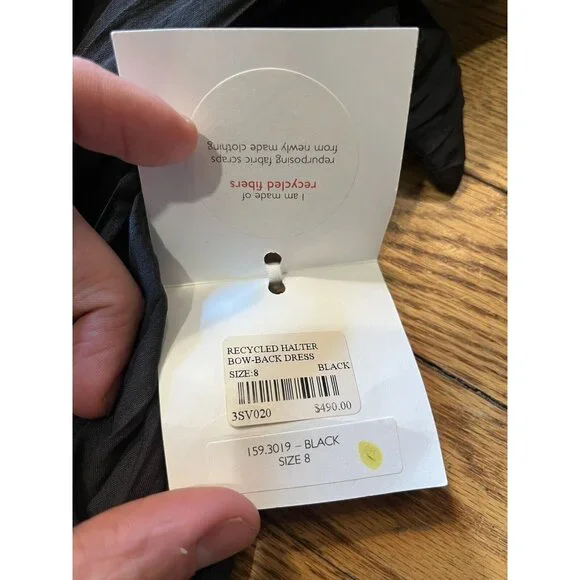 I am made of
recycled fibers
repurposing fabric scraps
from newly made clothing
RECYCLED HALTER
BOW-BACK DRESS
SIZE:8 BLACK
3SV020 $490.00
159.3019 – BLACK
SIZE 8